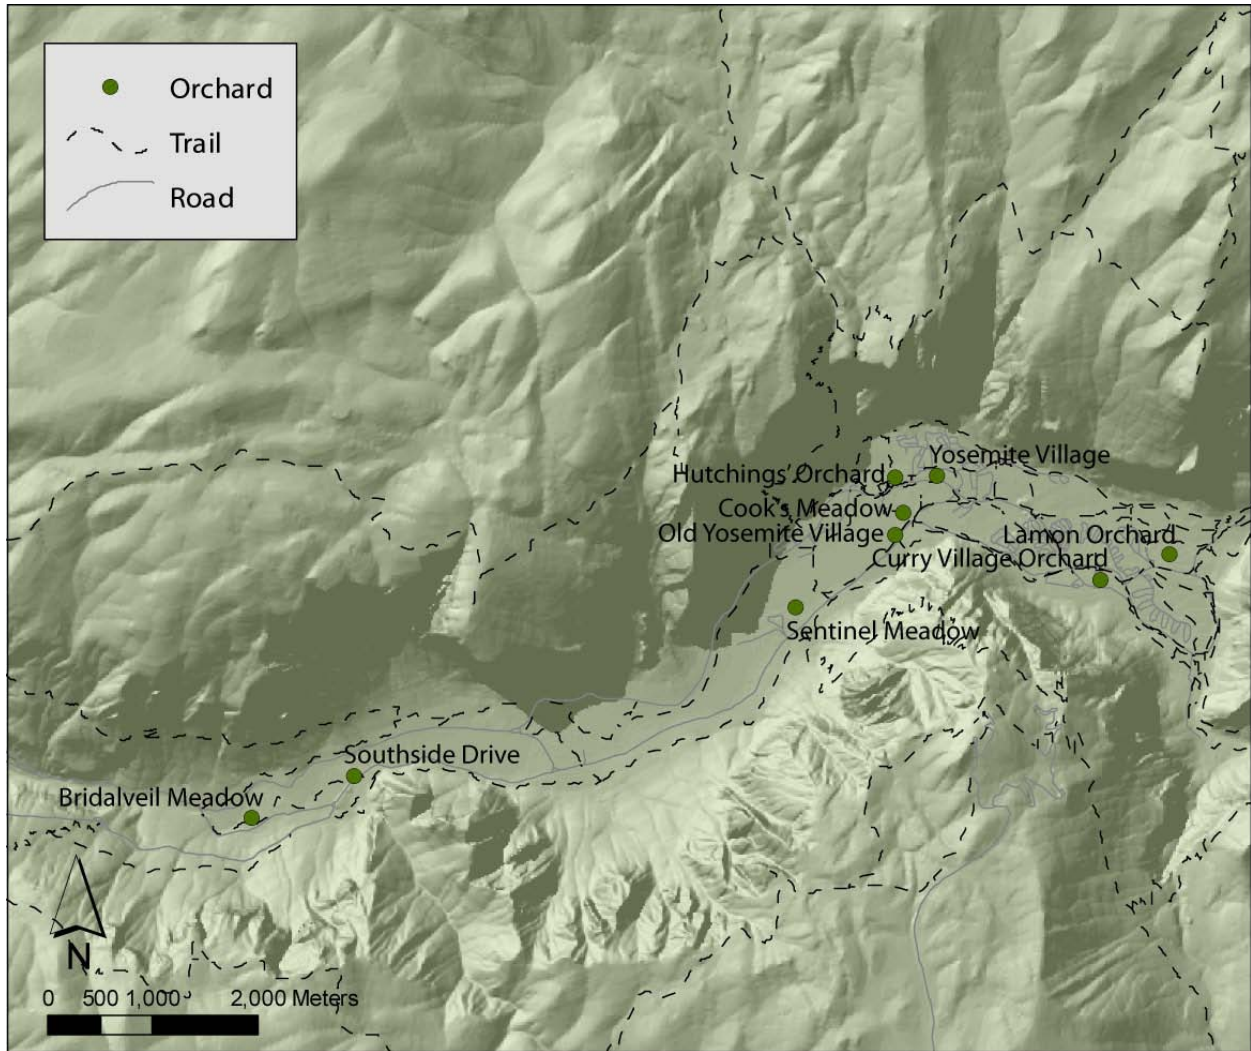 Orchard
Trail
Road
Yosemite Village
Hutchings' Orchard
Cook's Meadow
Old Yosemite Village
Lamon Orchard
Curry Village Orchard
Sentinel Meadow
Southside Drive
Bridalveil Meadow
N
0 500 1,000 2,000 Meters